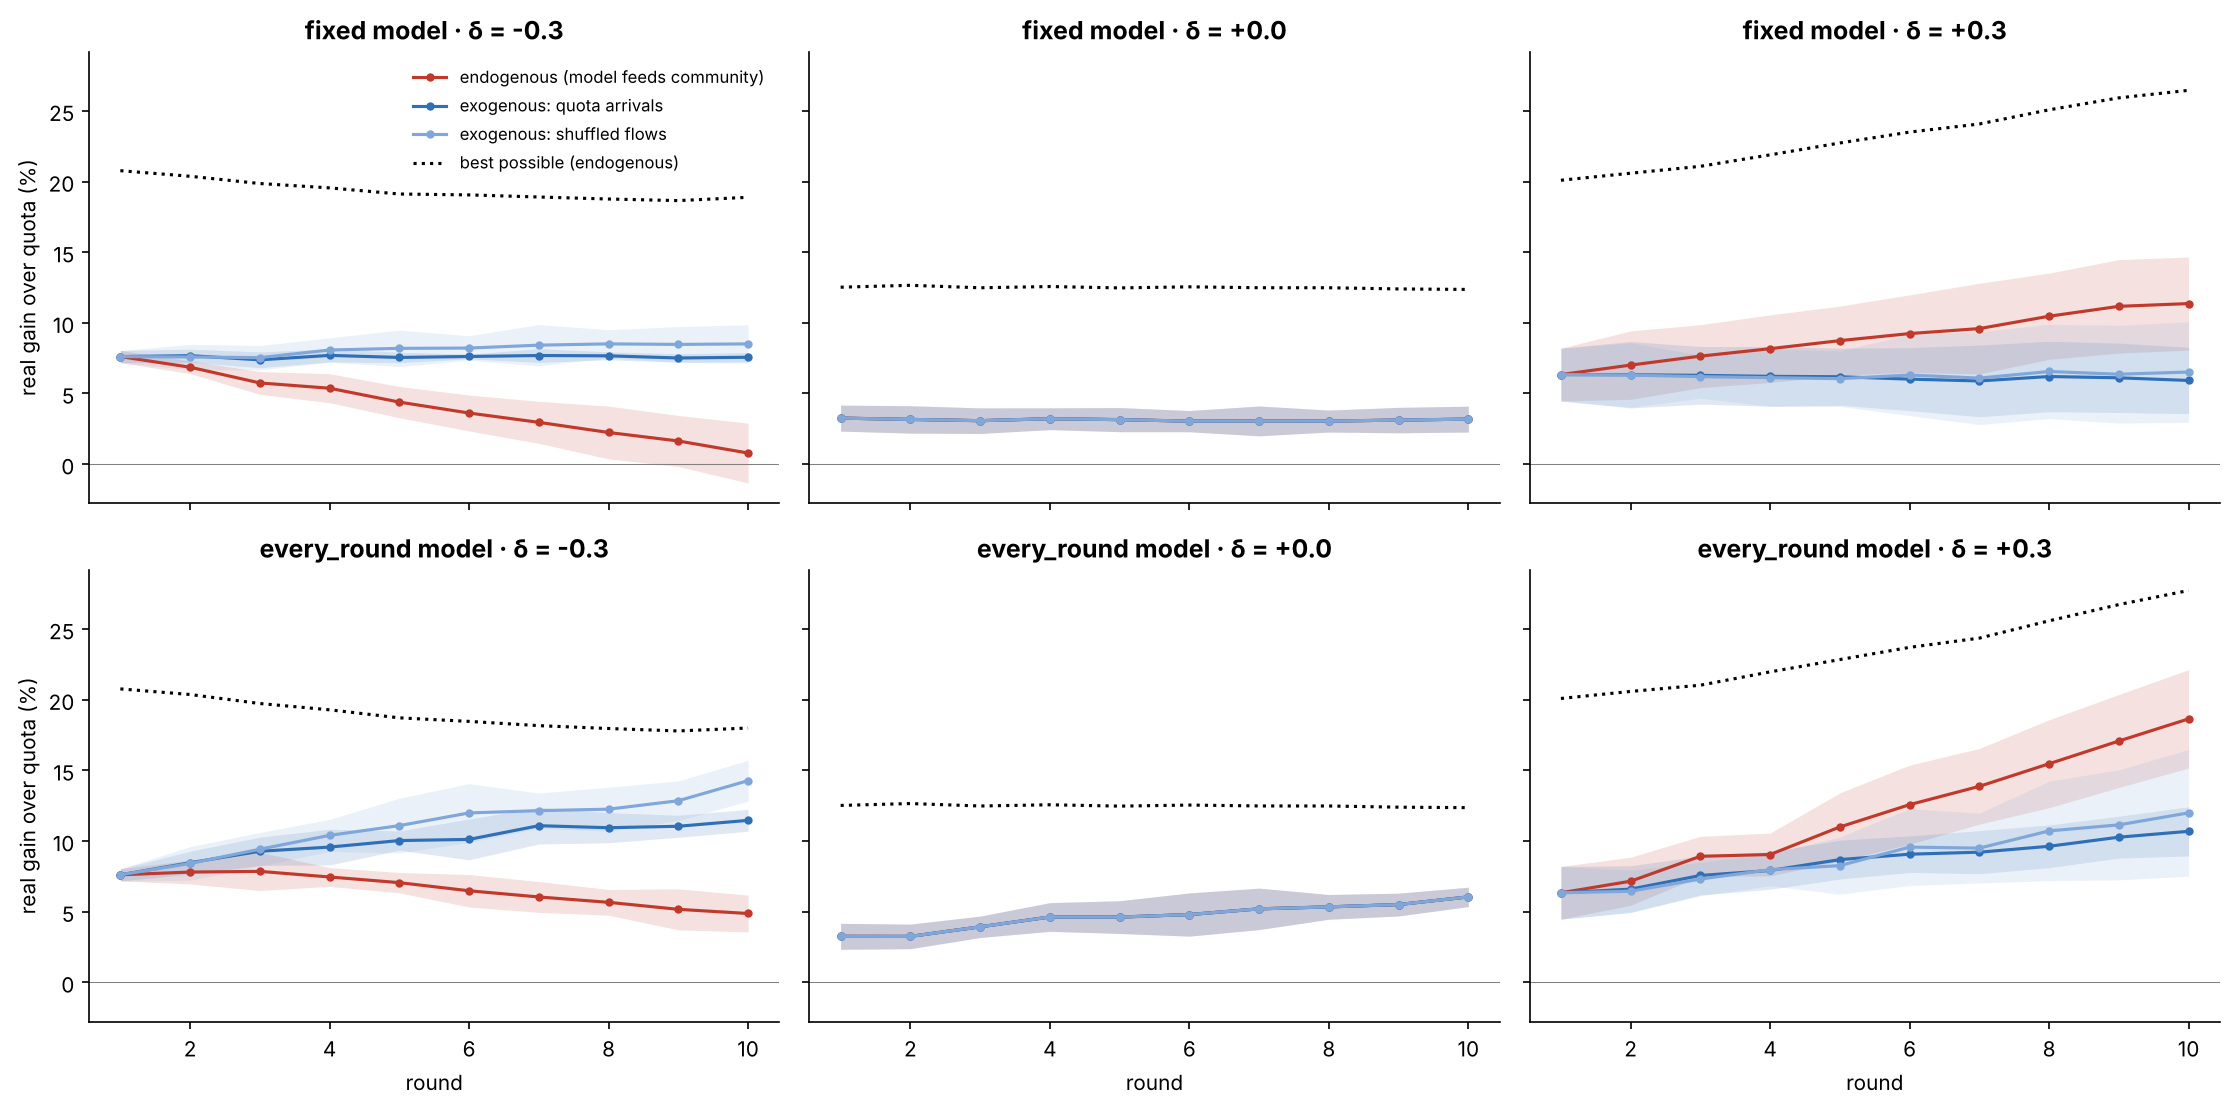 fixed model · δ = -0.3
fixed model · δ = +0.0
fixed model · δ = +0.3
real gain over quota (%)
25
20
15
10
5
0
endogenous (model feeds community)
exogenous: quota arrivals
exogenous: shuffled flows
best possible (endogenous)
every_round model · δ = -0.3
every_round model · δ = +0.0
every_round model · δ = +0.3
real gain over quota (%)
25
20
15
10
5
0
2 4 6 8 10
2 4 6 8 10
2 4 6 8 10
round
round
round